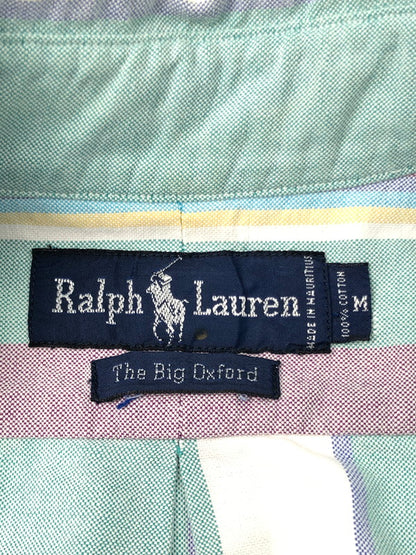 Ralph Lauren
MADE IN MAURITIUS
100% COTTON
M
The Big Oxford